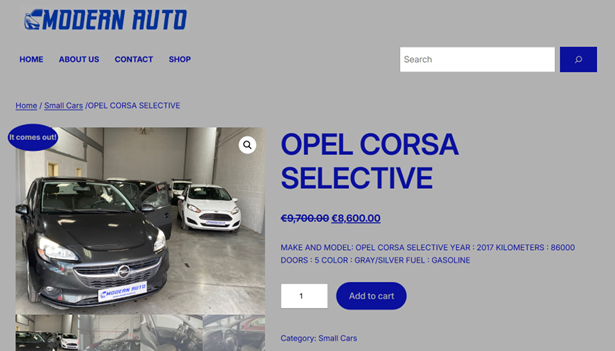 MODERN AUTO
HOME ABOUT US CONTACT SHOP
Search
Home / Small Cars /OPEL CORSA SELECTIVE
It comes out!
OPEL CORSA
SELECTIVE
€9,700.00 €8,600.00
MAKE AND MODEL: OPEL CORSA SELECTIVE YEAR : 2017 KILOMETERS : 86000
DOORS : 5 COLOR : GRAY/SILVER FUEL : GASOLINE
MODERN AUTO
1 Add to cart
Category: Small Cars